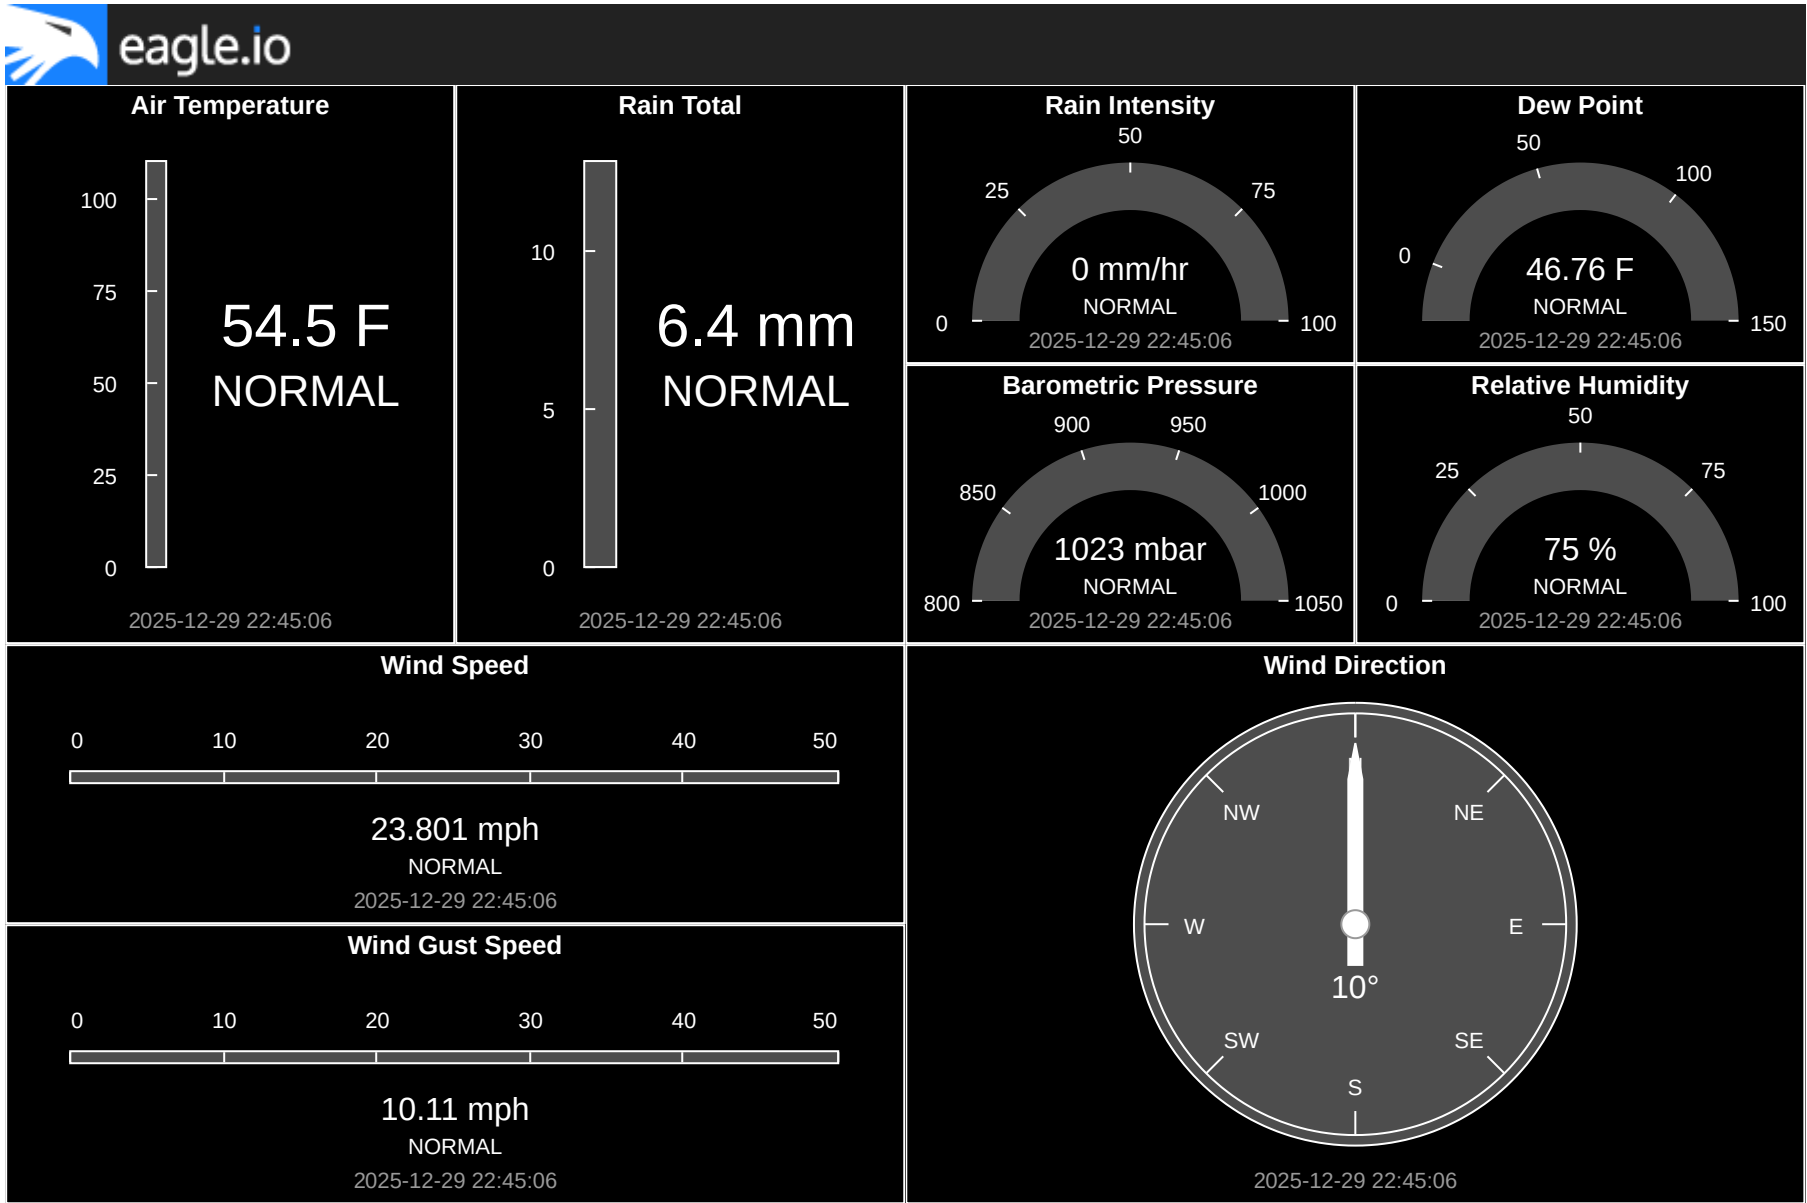 eagle.io
Air Temperature
100
75
50
25
0
54.5 F
NORMAL
2025-12-29 22:45:06
Rain Total
10
5
0
6.4 mm
NORMAL
2025-12-29 22:45:06
Rain Intensity
0
25
50
75
100
0 mm/hr
NORMAL
2025-12-29 22:45:06
Dew Point
0
50
100
150
46.76 F
NORMAL
2025-12-29 22:45:06
Barometric Pressure
800
850
900
950
1000
1050
1023 mbar
NORMAL
2025-12-29 22:45:06
Relative Humidity
0
25
50
75
100
75 %
NORMAL
2025-12-29 22:45:06
Wind Speed
0 10 20 30 40 50
23.801 mph
NORMAL
2025-12-29 22:45:06
Wind Gust Speed
0 10 20 30 40 50
10.11 mph
NORMAL
2025-12-29 22:45:06
Wind Direction
NW NE
W E
10°
SW SE
S
2025-12-29 22:45:06